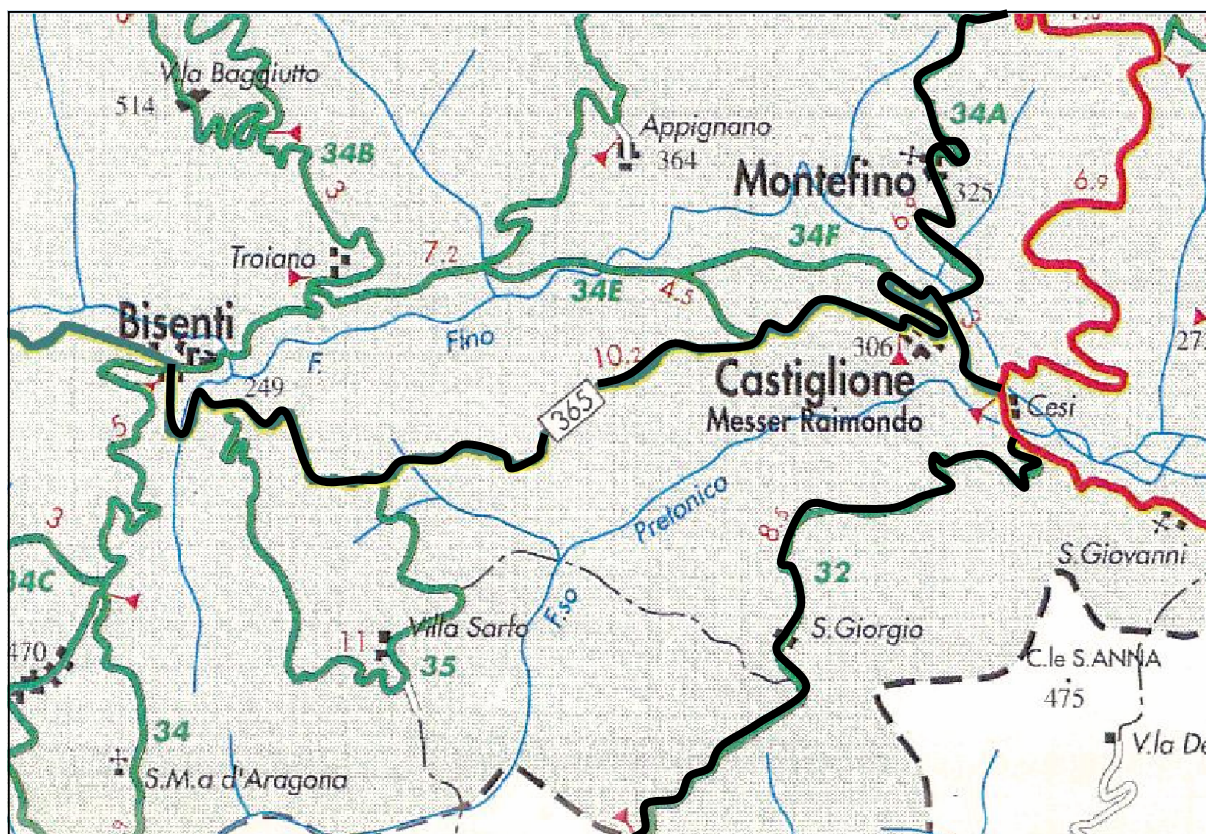 V.la Baggiutto
514
34B
3
Appignano
364
34A
Montefino
325
6.9
Troiano
7.2
34F
34E
4.5
3
Bisenti
F.
Fino
10.2
306
249
Castiglione
Messer Raimondo
365
Cesi
5
Pretonica
3
8.5
32
S.Giovanni
34C
F.so
Villa Sarfo
S.Giorgio
11
35
470
C.le S.ANNA
475
34
V.la De
S.M.a d'Aragona